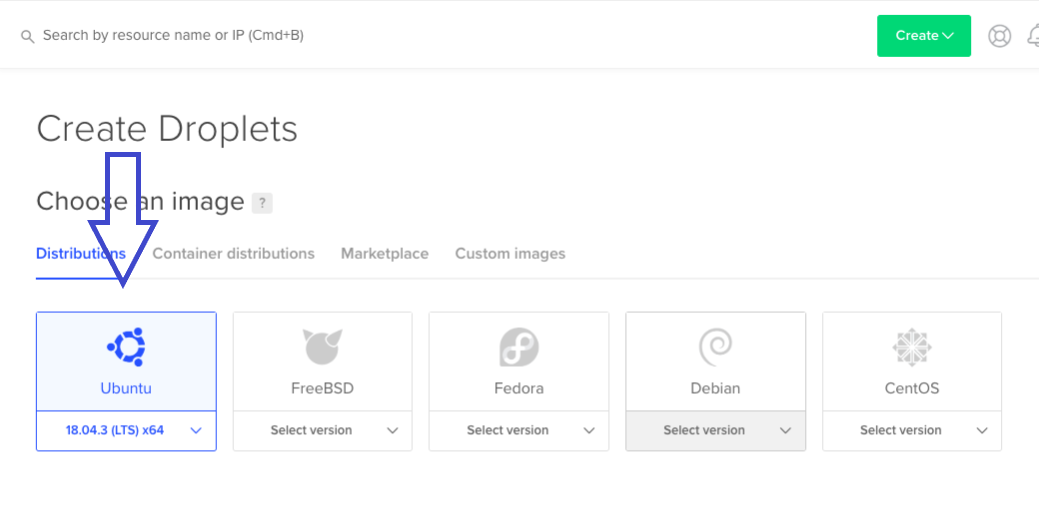 Search by resource name or IP (Cmd+B)
Create
Create Droplets
Choose an image ?
Distributions Container distributions Marketplace Custom images
Ubuntu FreeBSD Fedora Debian CentOS
18.04.3 (LTS) x64 Select version Select version Select version Select version